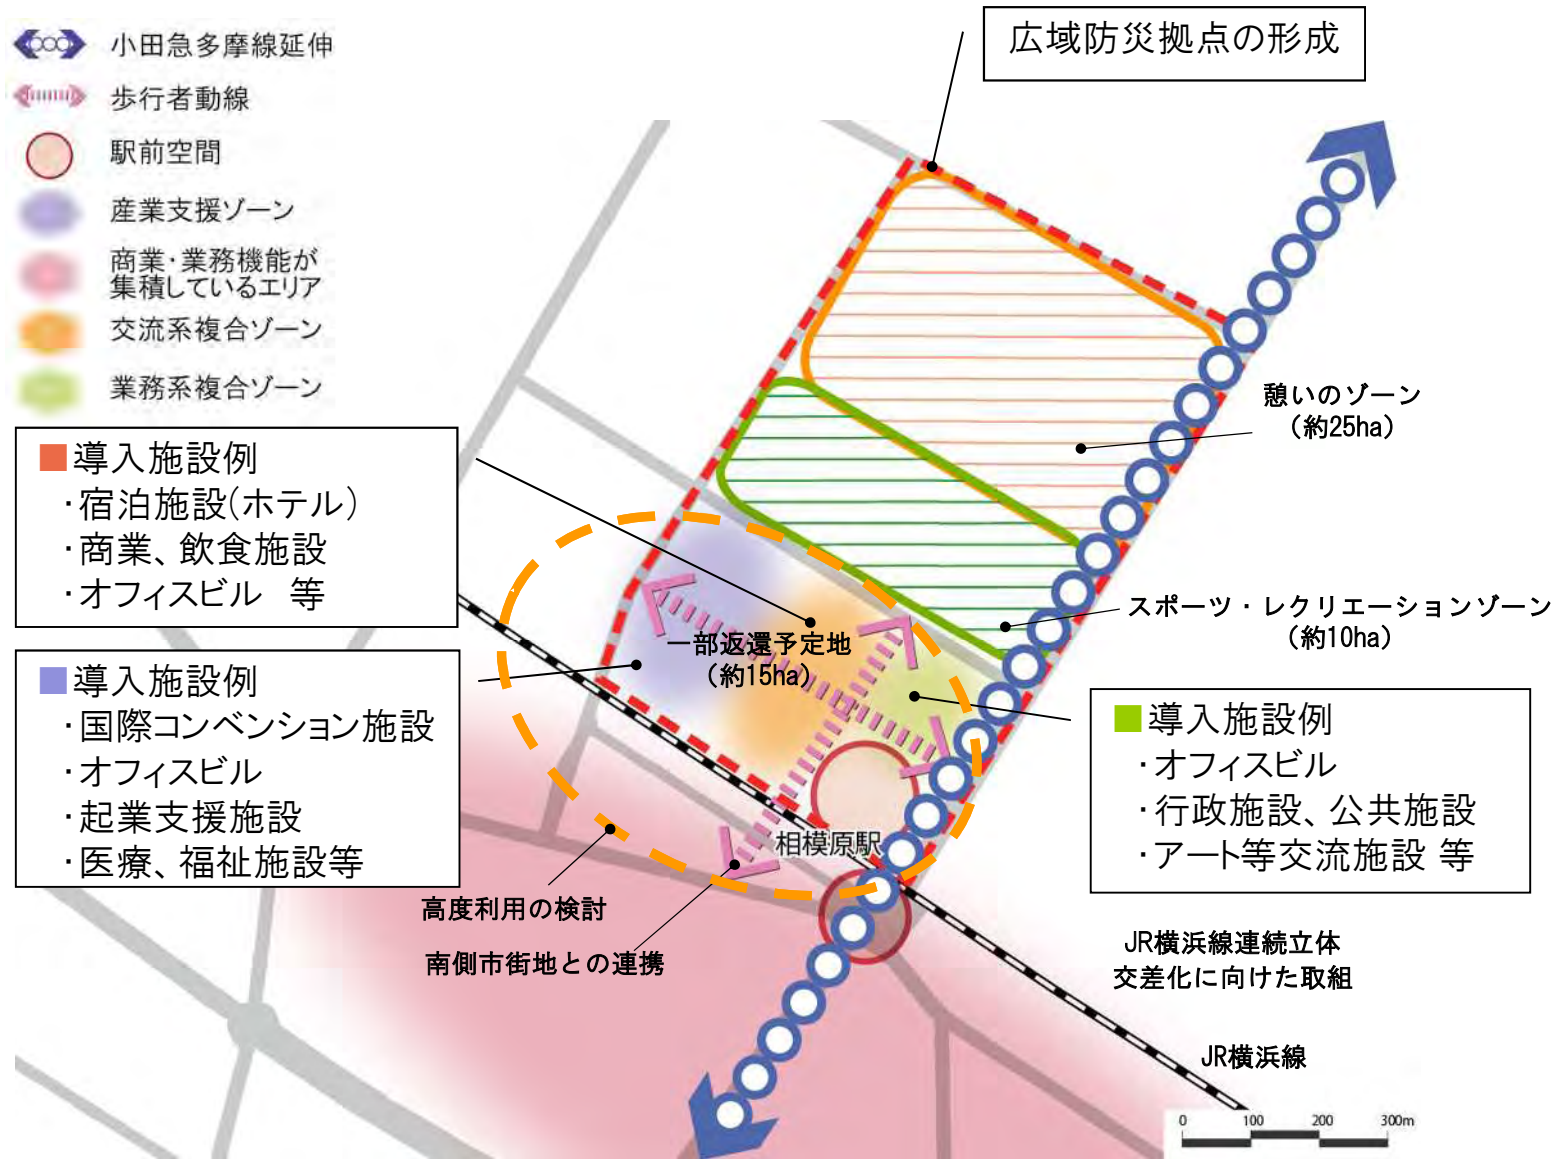 小田急多摩線延伸
歩行者動線
駅前空間
産業支援ゾーン
商業・業務機能が
集積しているエリア
交流系複合ゾーン
業務系複合ゾーン
広域防災拠点の形成
■導入施設例
・宿泊施設(ホテル)
・商業、飲食施設
・オフィスビル 等
■導入施設例
・国際コンベンション施設
・オフィスビル
・起業支援施設
・医療、福祉施設等
憩いのゾーン
(約25ha)
スポーツ・レクリエーションゾーン
(約10ha)
一部返還予定地
(約15ha)
■導入施設例
・オフィスビル
・行政施設、公共施設
・アート等交流施設 等
相模原駅
高度利用の検討
南側市街地との連携
JR横浜線連続立体
交差化に向けた取組
JR横浜線
0 100 200 300m